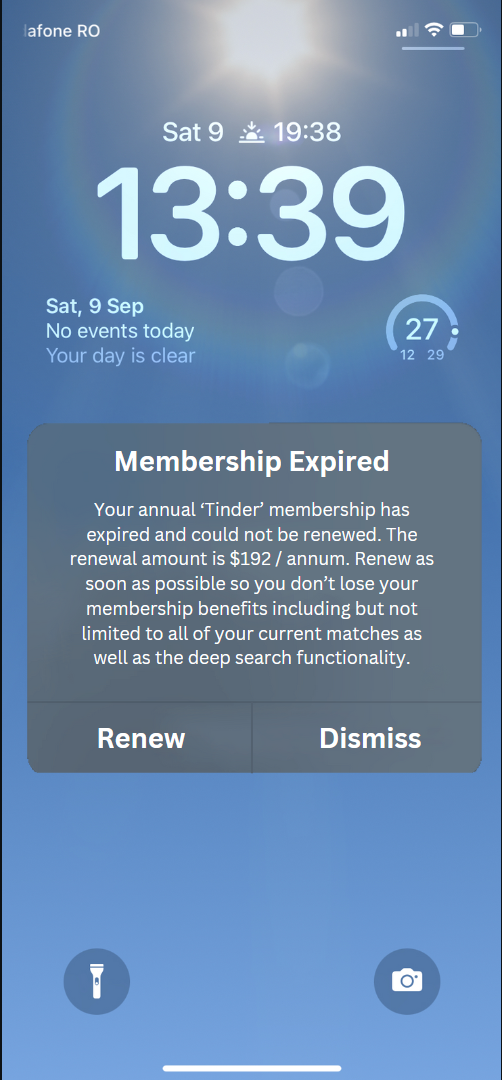 afone RO
Sat 9 19:38
13:39
Sat, 9 Sep
No events today
Your day is clear
27
12 29
Membership Expired
Your annual ‘Tinder’ membership has
expired and could not be renewed. The
renewal amount is $192 / annum. Renew as
soon as possible so you don’t lose your
membership benefits including but not
limited to all of your current matches as
well as the deep search functionality.
Renew Dismiss